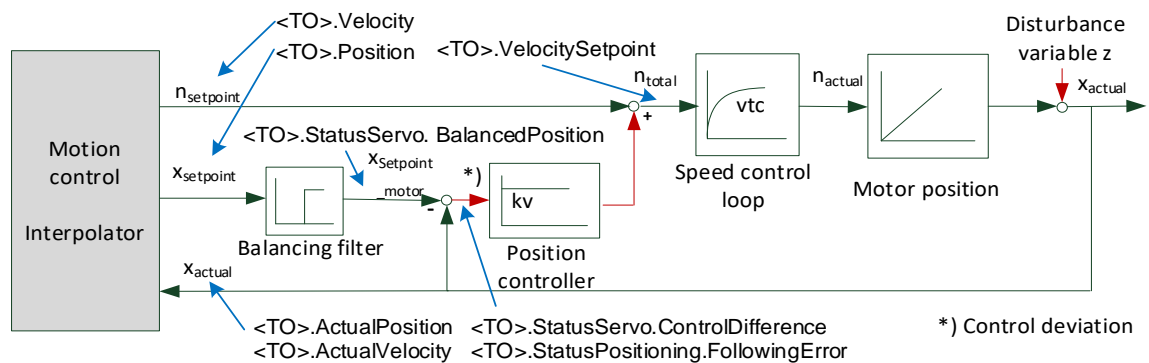 <TO>.Velocity
<TO>.Position
<TO>.VelocitySetpoint
Disturbance
variable z
n_setpoint
n_total
n_actual
x_actual
+
vtc
Motion
control
Interpolator
<TO>.StatusServo. BalancedPosition
x_Setpoint
_motor
x_setpoint
*)
-
kv
Speed control
loop
Motor position
Balancing filter
Position
controller
x_actual
<TO>.ActualPosition
<TO>.ActualVelocity
<TO>.StatusServo.ControlDifference
<TO>.StatusPositioning.FollowingError
*) Control deviation